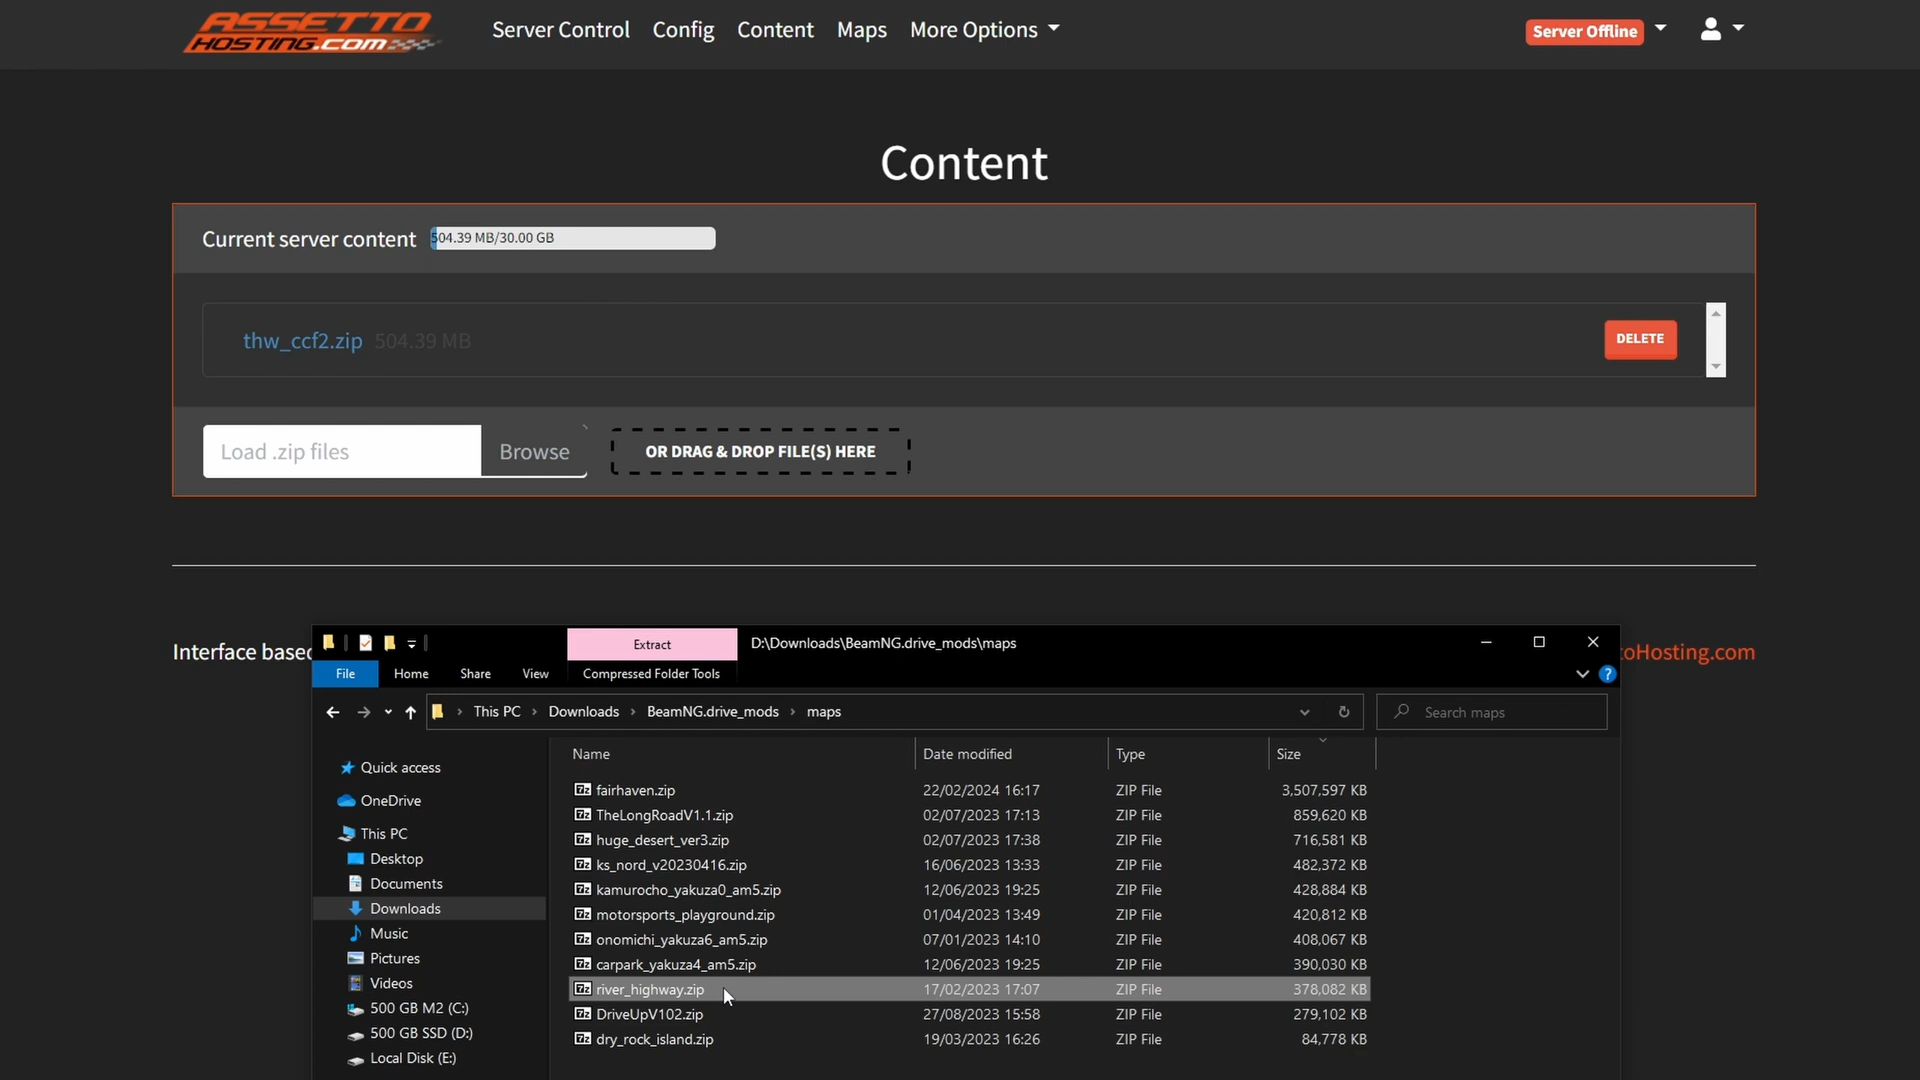 ASSETTO
HOSTING.COM
Server Control Config Content Maps More Options
Server Offline
Content
Current server content 504.39 MB/30.00 GB
thw_ccf2.zip 504.39 MB
DELETE
Load .zip files Browse OR DRAG & DROP FILE(S) HERE
Interface based
toHosting.com
Extract D:\Downloads\BeamNG.drive_mods\maps
File Home Share View Compressed Folder Tools
This PC Downloads BeamNG.drive_mods maps
Search maps
Name Date modified Type Size
Quick access
OneDrive
This PC
Desktop
Documents
Downloads
Music
Pictures
Videos
500 GB M2 (C:)
500 GB SSD (D:)
Local Disk (E:)
fairhaven.zip 22/02/2024 16:17 ZIP File 3,507,597 KB
TheLongRoadV1.1.zip 02/07/2023 17:13 ZIP File 859,620 KB
huge_desert_ver3.zip 02/07/2023 17:38 ZIP File 716,581 KB
ks_nord_v20230416.zip 16/06/2023 13:33 ZIP File 482,372 KB
kamurocho_yakuza0_am5.zip 12/06/2023 19:25 ZIP File 428,884 KB
motorsports_playground.zip 01/04/2023 13:49 ZIP File 420,812 KB
onomichi_yakuza6_am5.zip 07/01/2023 14:10 ZIP File 408,067 KB
carpark_yakuza4_am5.zip 12/06/2023 19:25 ZIP File 390,030 KB
river_highway.zip 17/02/2023 17:07 ZIP File 378,082 KB
DriveUpV102.zip 27/08/2023 15:58 ZIP File 279,102 KB
dry_rock_island.zip 19/03/2023 16:26 ZIP File 84,778 KB